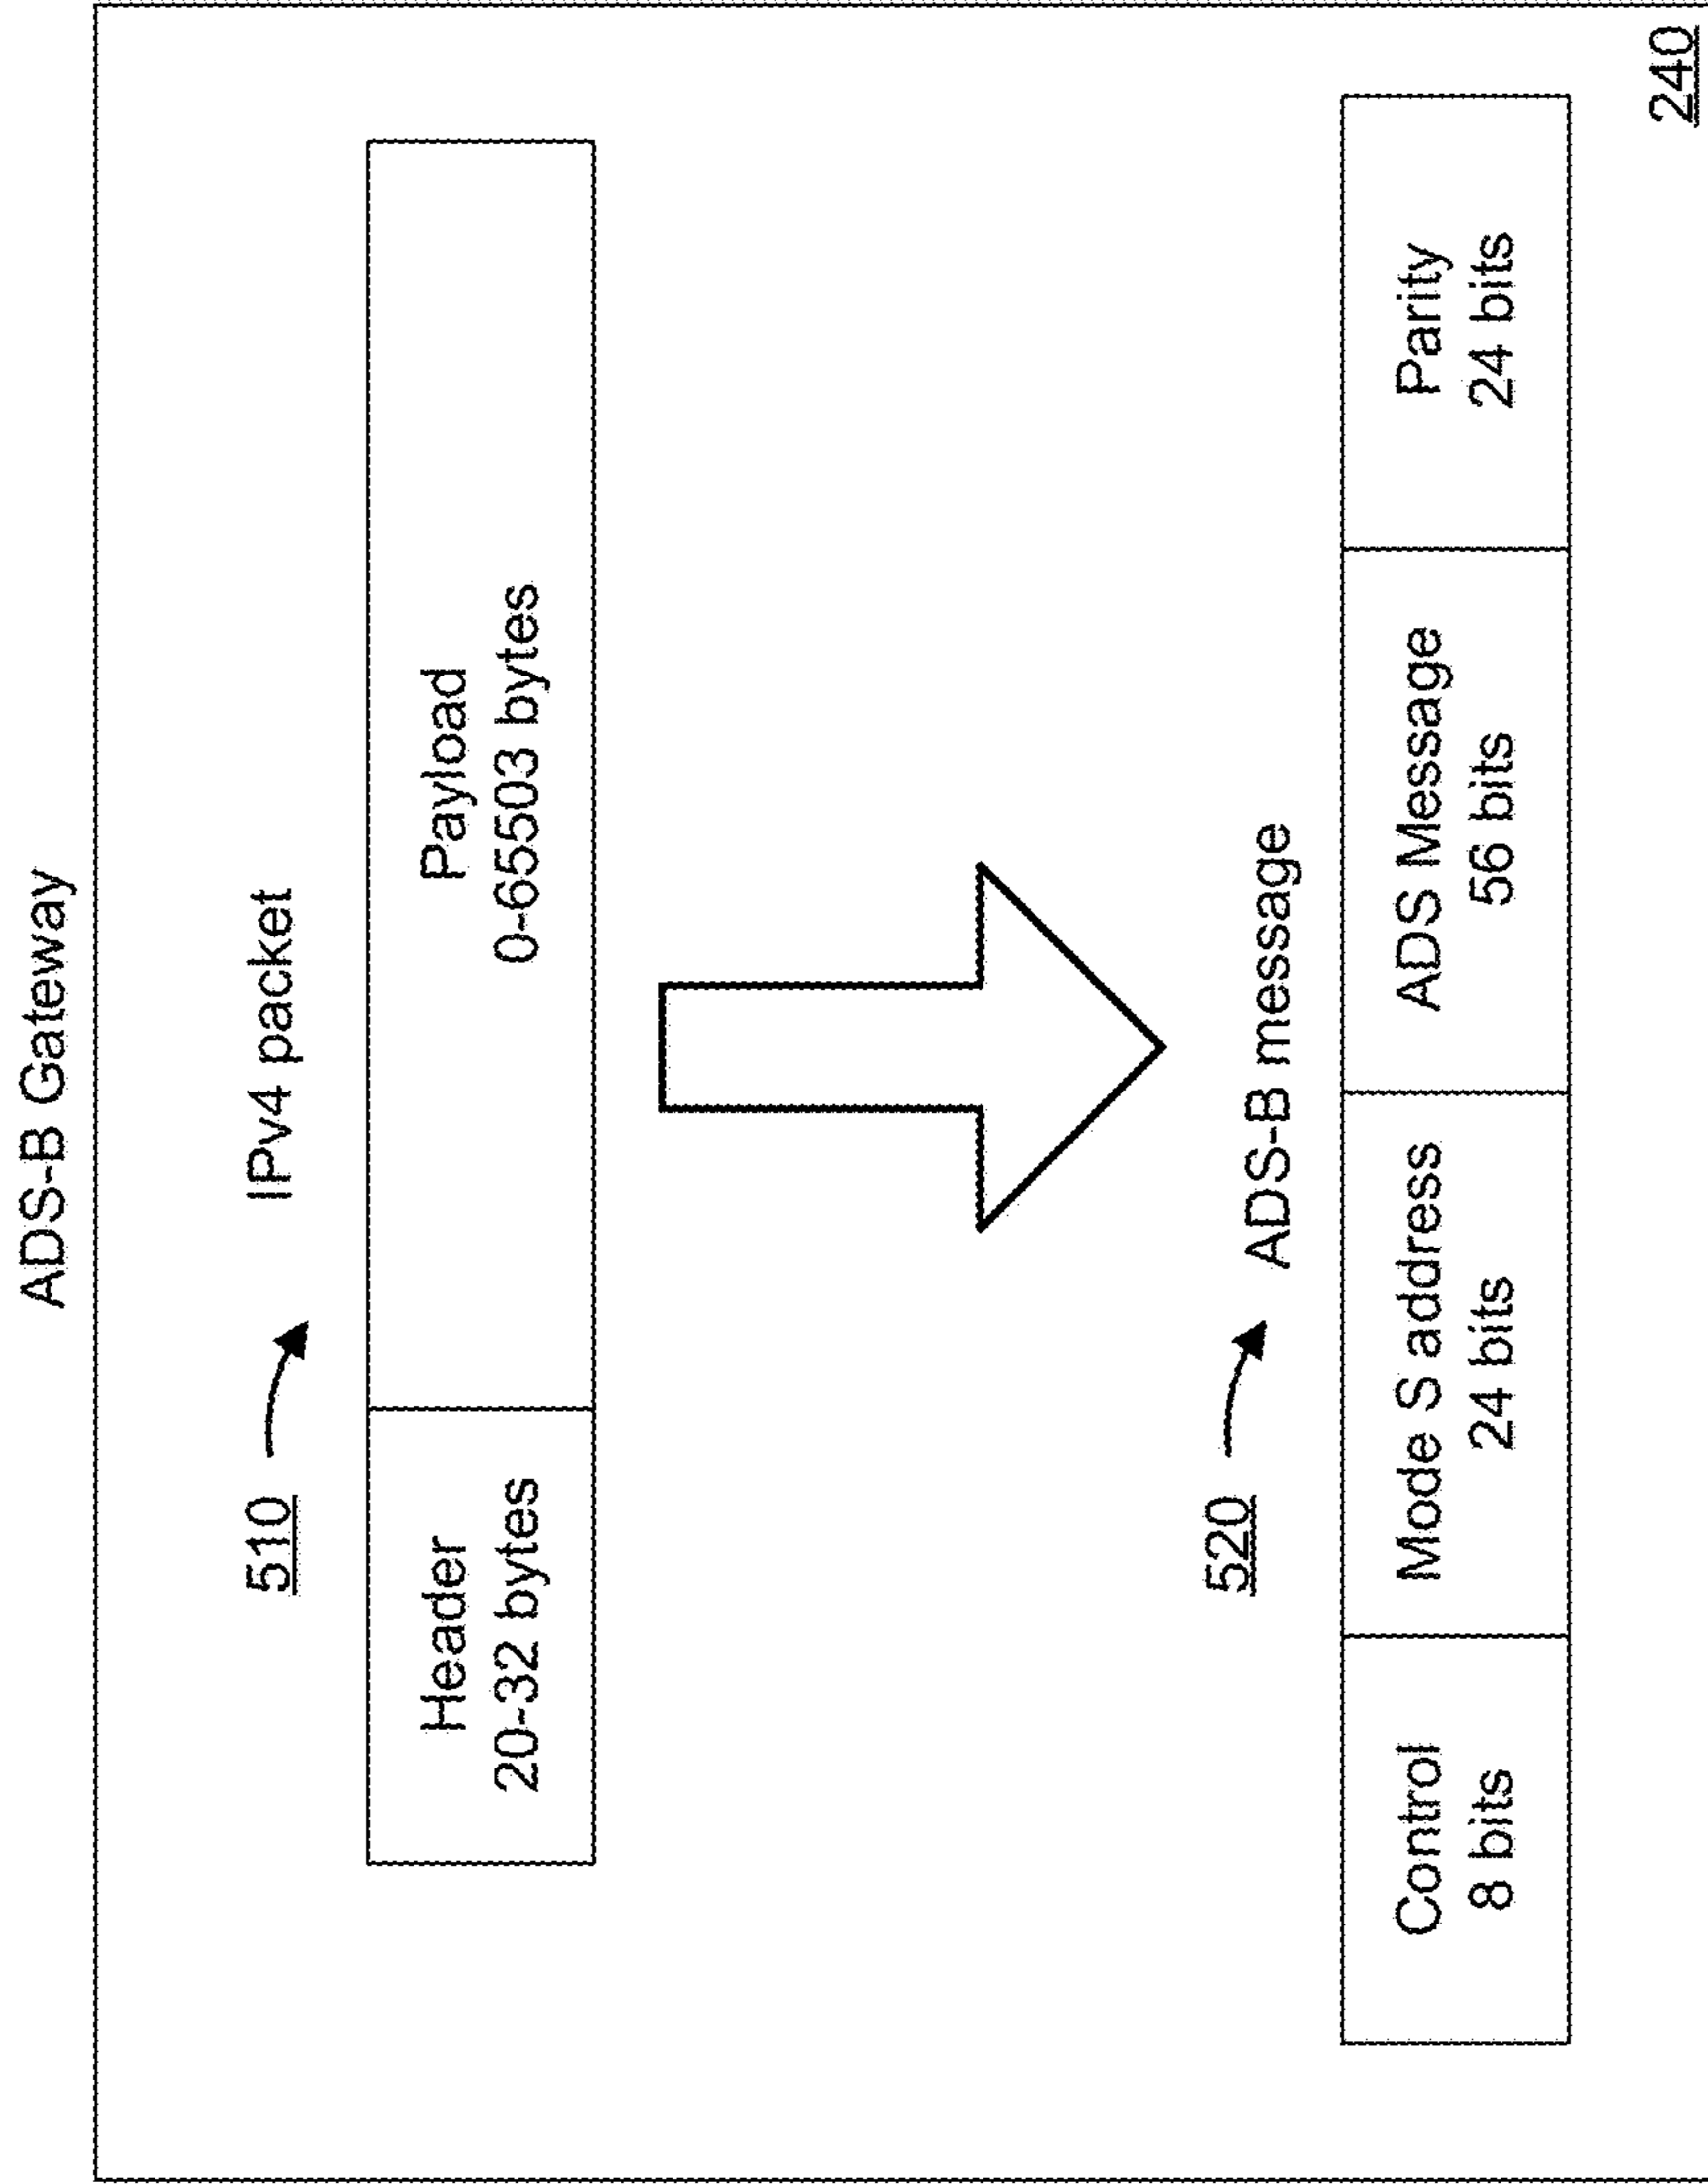 ADS-B Gateway
510
IPv4 packet
Header
20-32 bytes
Payload
0-65503 bytes
520
ADS-B message
Control
8 bits
Mode S address
24 bits
ADS Message
56 bits
Parity
24 bits
240